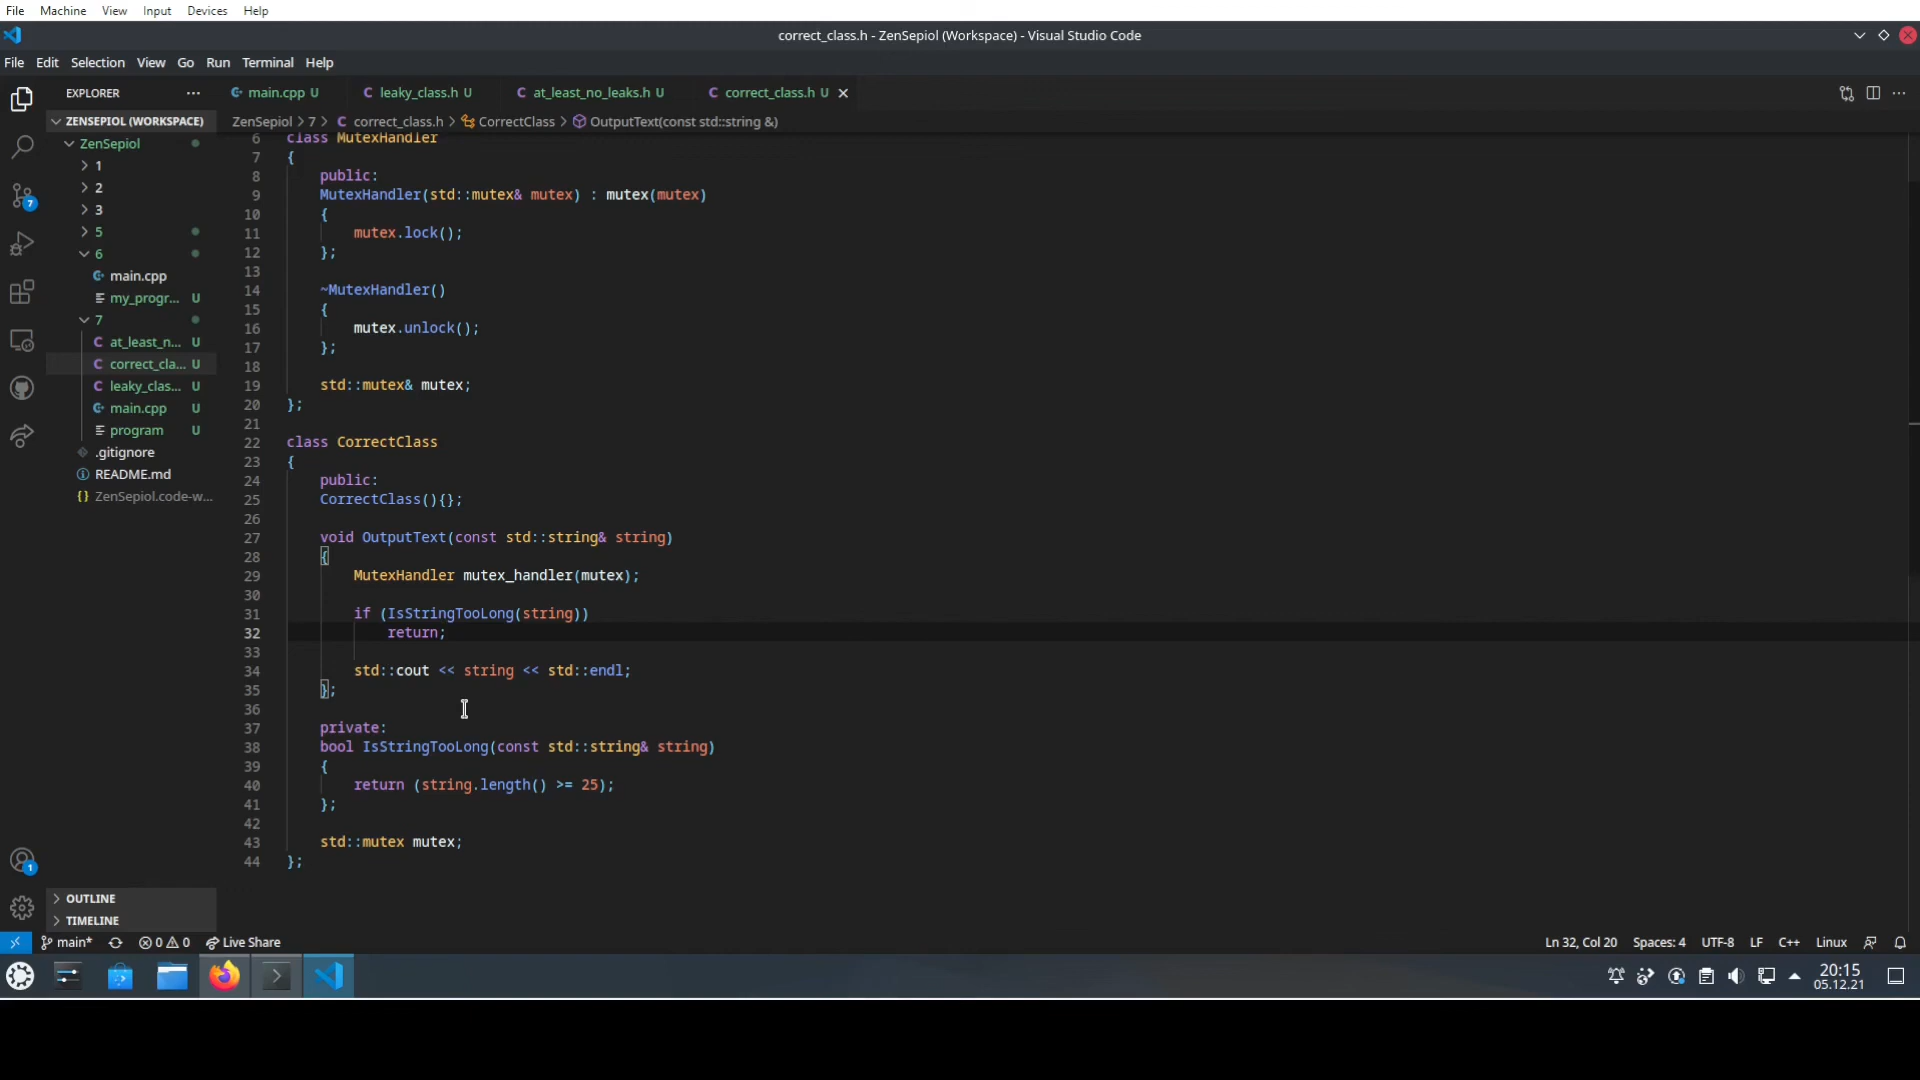 File Machine View Input Devices Help
correct_class.h - ZenSepiol (Workspace) - Visual Studio Code
File Edit Selection View Go Run Terminal Help
EXPLORER ···
main.cpp U
C leaky_class.h U
C at_least_no_leaks.h U
C correct_class.h U
ZENSEPIOL (WORKSPACE)
ZenSepiol > 7 > C correct_class.h > CorrectClass > OutputText(const std::string &)
ZenSepiol
1
2
3
5
6
main.cpp
my_progr... U
7
C at_least_n... U
C correct_cla... U
C leaky_clas... U
main.cpp U
program U
.gitignore
README.md
{} ZenSepiol.code-w...
OUTLINE
TIMELINE
6 class MutexHandler
7 {
8 public:
9 MutexHandler(std::mutex& mutex) : mutex(mutex)
10 {
11 mutex.lock();
12 };
13
14 ~MutexHandler()
15 {
16 mutex.unlock();
17 };
18
19 std::mutex& mutex;
20 };
21
22 class CorrectClass
23 {
24 public:
25 CorrectClass(){};
26
27 void OutputText(const std::string& string)
28 {
29 MutexHandler mutex_handler(mutex);
30
31 if (IsStringTooLong(string))
32 return;
33
34 std::cout << string << std::endl;
35 };
36
37 private:
38 bool IsStringTooLong(const std::string& string)
39 {
40 return (string.length() >= 25);
41 };
42
43 std::mutex mutex;
44 };
7
1
main* 0 0 Live Share
Ln 32, Col 20 Spaces: 4 UTF-8 LF C++ Linux
20:15
05.12.21